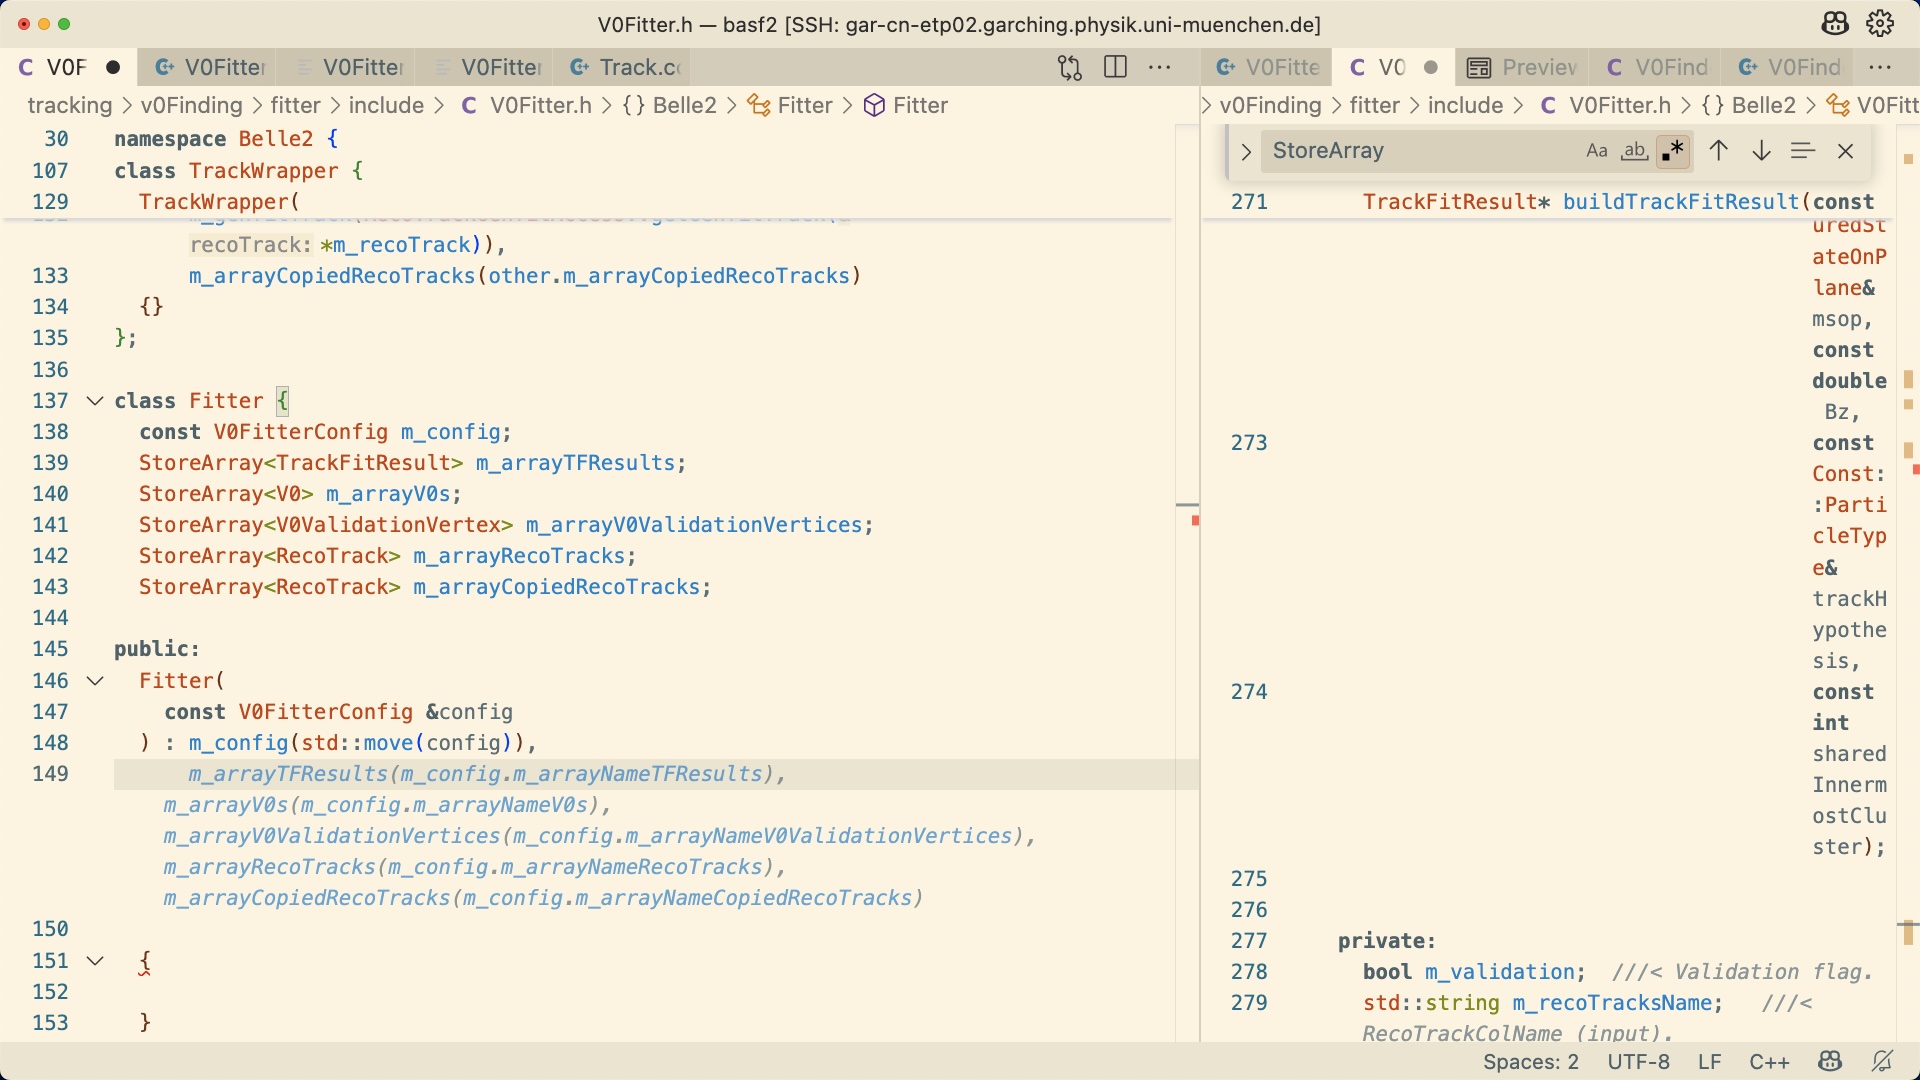 V0Fitter.h — basf2 [SSH: gar-cn-etp02.garching.physik.uni-muenchen.de]
C V0F V0Fitter V0Fitter V0Fitter Track.cc
tracking > v0Finding > fitter > include > C V0Fitter.h > {} Belle2 > Fitter > Fitter
30 namespace Belle2 {
107 class TrackWrapper {
129 TrackWrapper(
recoTrack: *m_recoTrack)),
133 m_arrayCopiedRecoTracks(other.m_arrayCopiedRecoTracks)
134 {}
135 };
136
137 class Fitter {
138 const V0FitterConfig m_config;
139 StoreArray<TrackFitResult> m_arrayTFResults;
140 StoreArray<V0> m_arrayV0s;
141 StoreArray<V0ValidationVertex> m_arrayV0ValidationVertices;
142 StoreArray<RecoTrack> m_arrayRecoTracks;
143 StoreArray<RecoTrack> m_arrayCopiedRecoTracks;
144
145 public:
146 Fitter(
147 const V0FitterConfig &config
148 ) : m_config(std::move(config)),
149 m_arrayTFResults(m_config.m_arrayNameTFResults),
m_arrayV0s(m_config.m_arrayNameV0s),
m_arrayV0ValidationVertices(m_config.m_arrayNameV0ValidationVertices),
m_arrayRecoTracks(m_config.m_arrayNameRecoTracks),
m_arrayCopiedRecoTracks(m_config.m_arrayNameCopiedRecoTracks)
150
151 {
152
153 }
V0Fitte C V0 Preview C V0Find V0Find
> v0Finding > fitter > include > C V0Fitter.h > {} Belle2 > V0Fitt
StoreArray Aa ab .*
271 TrackFitResult* buildTrackFitResult(const
uredSt
ateOnP
lane&
msop,
const
double
Bz,
273 const
Const:
:Parti
cleTyp
e&
trackH
ypothe
sis,
274 const
int
shared
Innerm
ostClu
ster);
275
276
277 private:
278 bool m_validation; ///< Validation flag.
279 std::string m_recoTracksName; ///<
RecoTrackColName (input).
Spaces: 2 UTF-8 LF C++